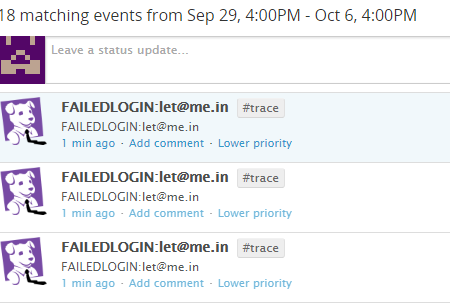 18 matching events from Sep 29, 4:00PM - Oct 6, 4:00PM
Leave a status update...
FAILEDLOGIN:let@me.in #trace
FAILEDLOGIN:let@me.in
1 min ago · Add comment · Lower priority
FAILEDLOGIN:let@me.in #trace
FAILEDLOGIN:let@me.in
1 min ago · Add comment · Lower priority
FAILEDLOGIN:let@me.in #trace
FAILEDLOGIN:let@me.in
1 min ago · Add comment · Lower priority